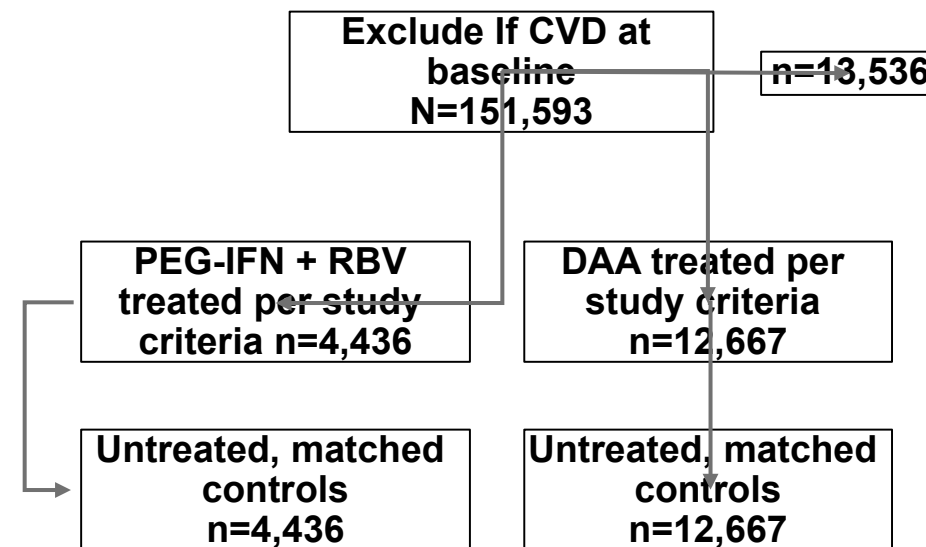 Exclude If CVD at
baseline
N=151,593
n=13,536
PEG-IFN + RBV
treated per study
criteria n=4,436
DAA treated per
study criteria
n=12,667
Untreated, matched
controls
n=4,436
Untreated, matched
controls
n=12,667